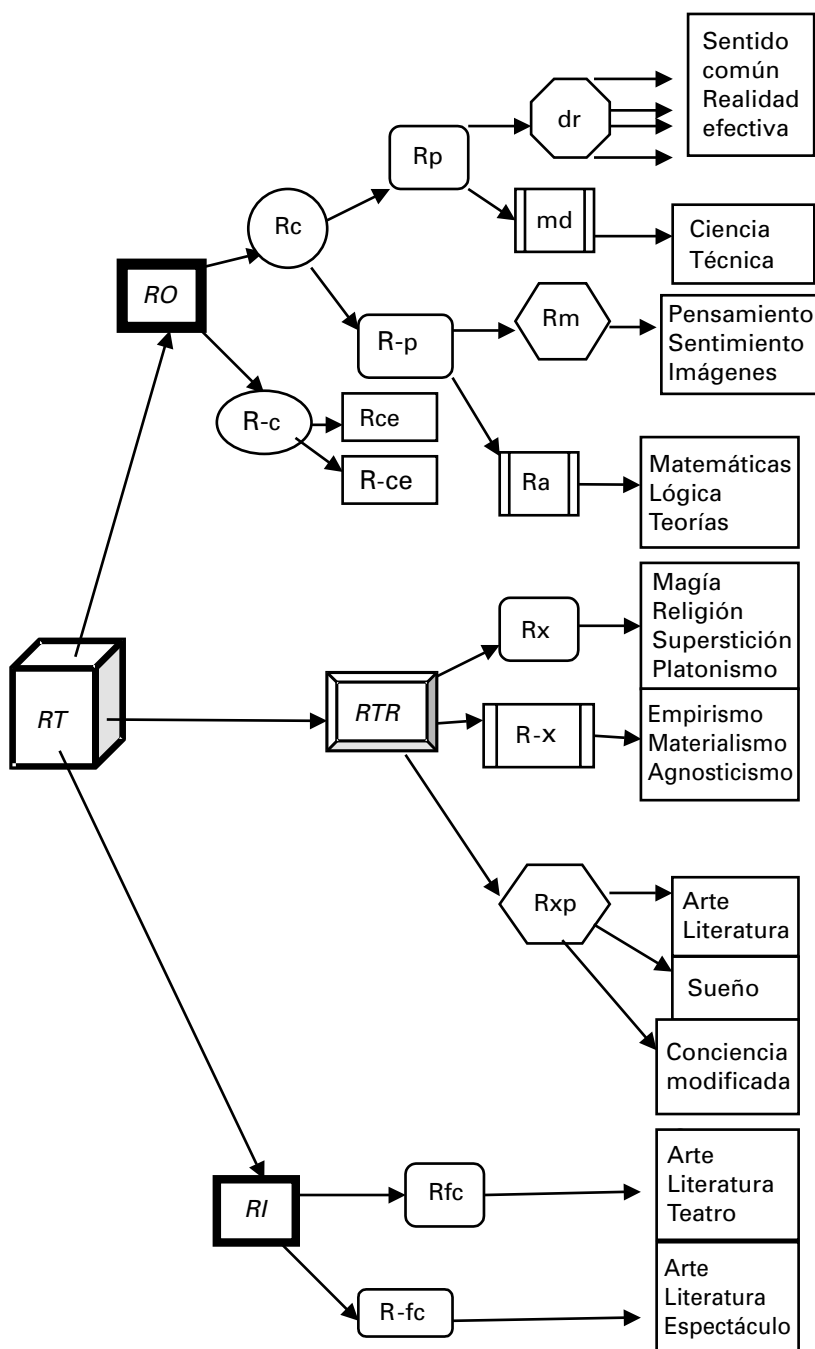 Sentido
común
Realidad
efectiva
dr
Rp
md
Ciencia
Técnica
Rc
RO
Rm
Pensamiento
Sentimiento
Imágenes
R-p
R-c
Rce
R-ce
Ra
Matemáticas
Lógica
Teorías
Rx
Magía
Religión
Superstición
Platonismo
RT
RTR
R-x
Empirismo
Materialismo
Agnosticismo
Rxp
Arte
Literatura
Sueño
Conciencia
modificada
RI
Rfc
Arte
Literatura
Teatro
R-fc
Arte
Literatura
Espectáculo